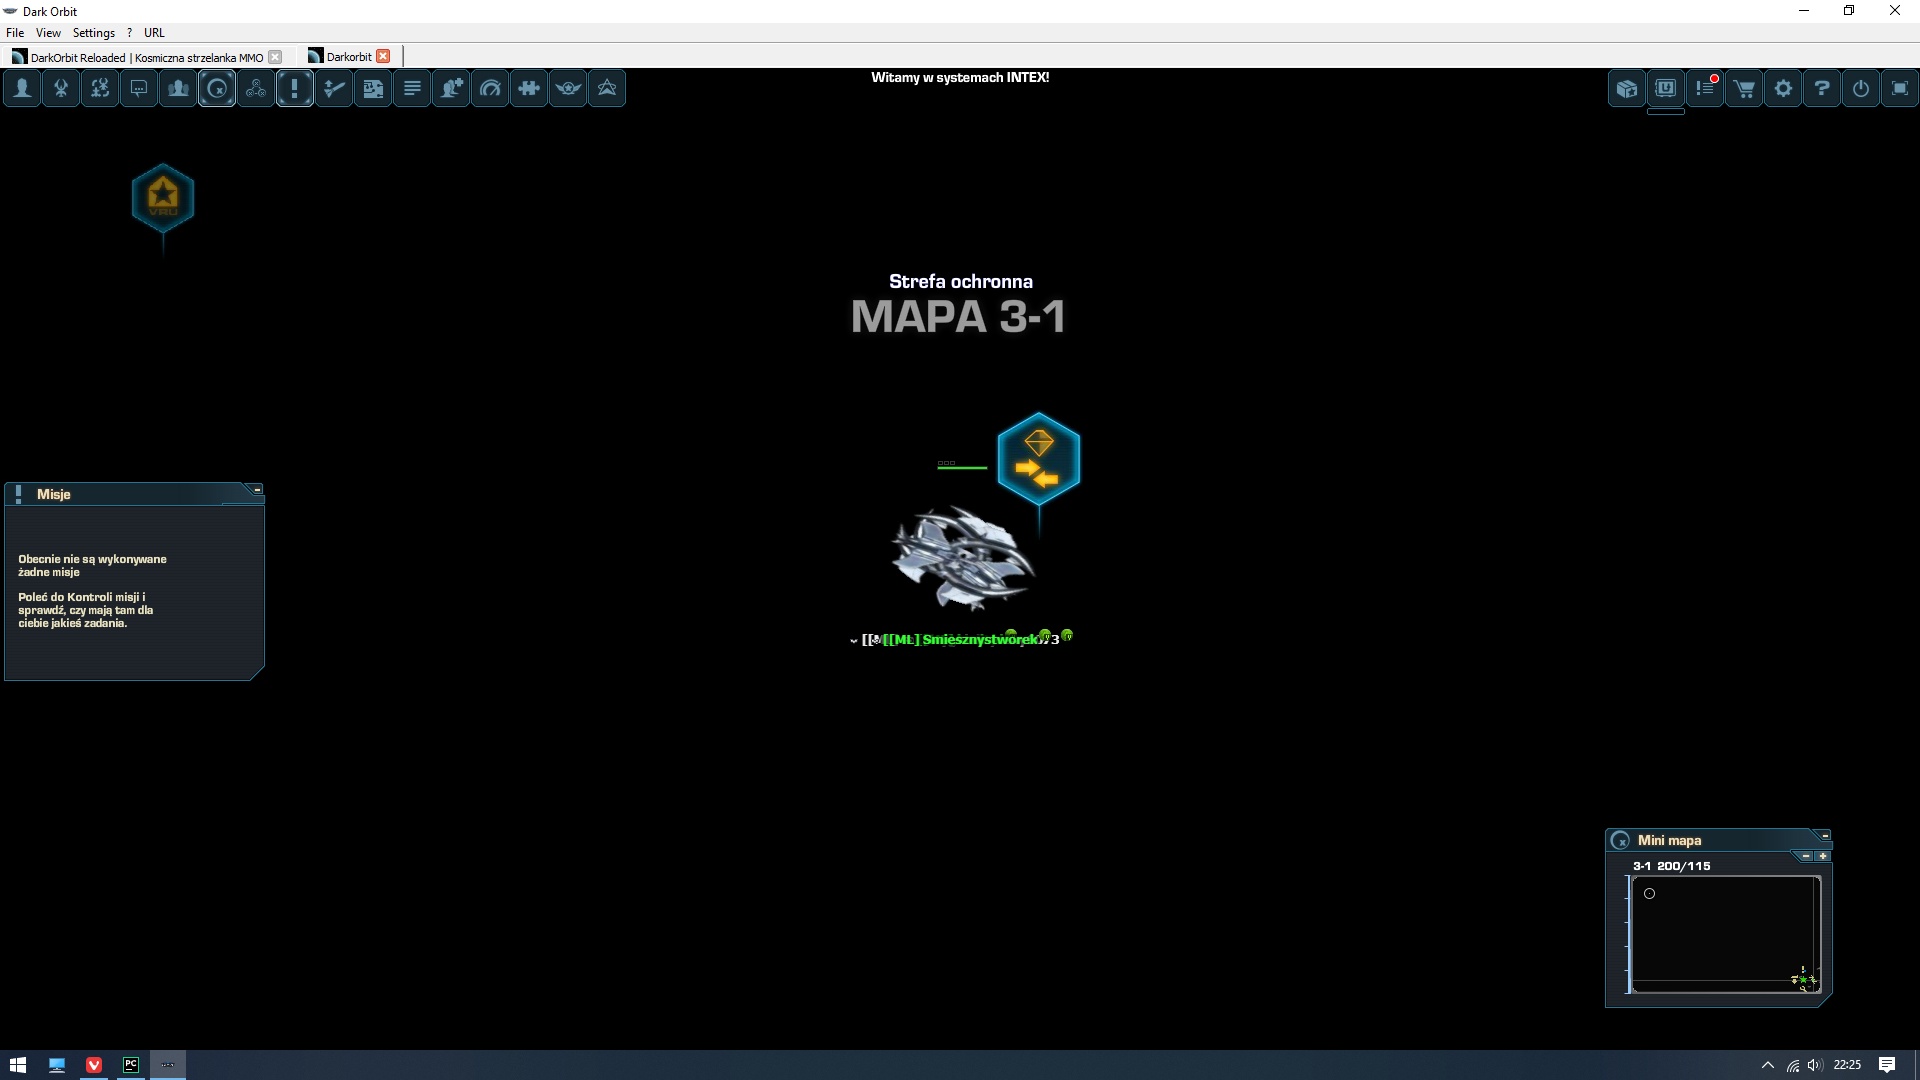 Dark Orbit
File View Settings ? URL
DarkOrbit Reloaded | Kosmiczna strzelanka MMO
Darkorbit
Witamy w systemach INTEX!
VRU
Strefa ochronna
MAPA 3-1
Misje
Obecnie nie są wykonywane
żadne misje
Poleć do Kontroli misji i
sprawdź, czy mają tam dla
ciebie jakieś zadania.
[[ML] Smiesznystworek
Mini mapa
3-1 200/115
PC
22:25